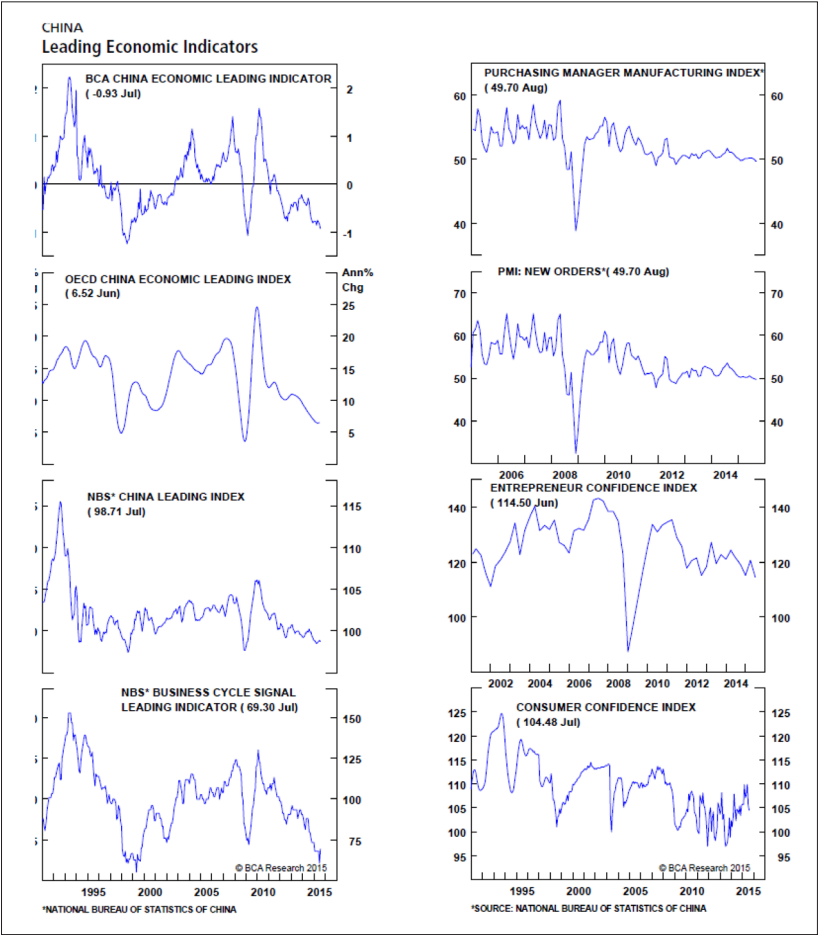 CHINA
Leading Economic Indicators
BCA CHINA ECONOMIC LEADING INDICATOR
( -0.93 Jul)
2
1
0
-1
OECD CHINA ECONOMIC LEADING INDEX
( 6.52 Jun)
Ann%
Chg
25
20
15
10
5
NBS* CHINA LEADING INDEX
( 98.71 Jul)
115
110
105
100
NBS* BUSINESS CYCLE SIGNAL
LEADING INDICATOR ( 69.30 Jul)
150
125
100
75
© BCA Research 2015
1995 2000 2005 2010 2015
*NATIONAL BUREAU OF STATISTICS OF CHINA
PURCHASING MANAGER MANUFACTURING INDEX*
( 49.70 Aug)
60 60
50 50
40 40
PMI: NEW ORDERS*( 49.70 Aug)
70 70
60 60
50 50
40 40
2006 2008 2010 2012 2014
ENTREPRENEUR CONFIDENCE INDEX
( 114.50 Jun)
140 140
120 120
100 100
2002 2004 2006 2008 2010 2012 2014
CONSUMER CONFIDENCE INDEX
( 104.48 Jul)
125 125
120 120
115 115
110 110
105 105
100 100
95 95
© BCA Research 2015
1995 2000 2005 2010 2015
*SOURCE: NATIONAL BUREAU OF STATISTICS OF CHINA